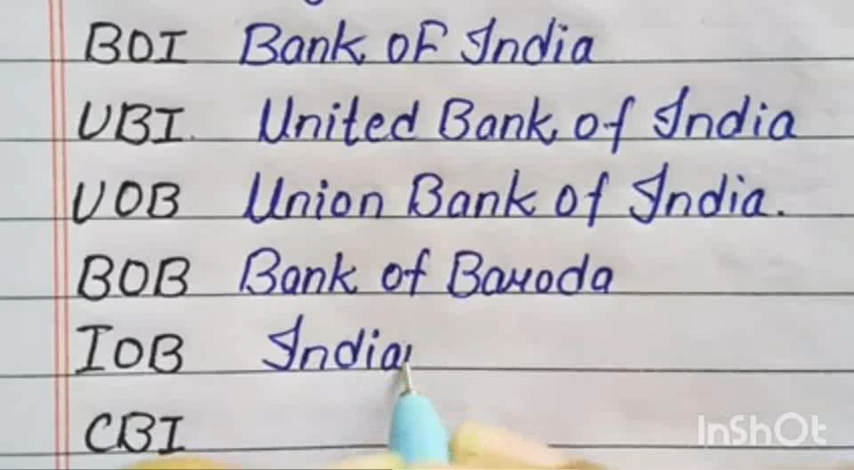 BOI Bank of India
UBI United Bank of India
UOB Union Bank of India.
BOB Bank of Baroda
IOB India
CBI
InShOt